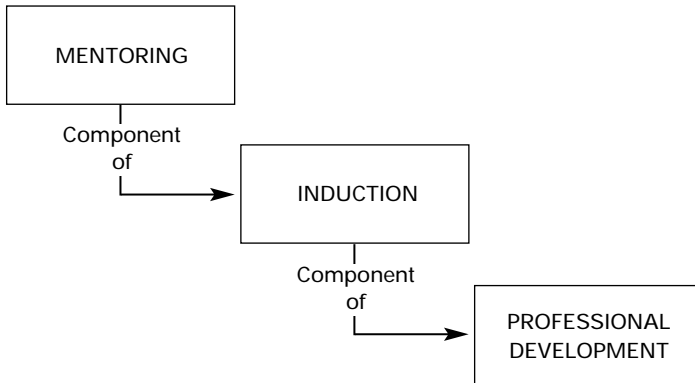 MENTORING
Component
of
INDUCTION
Component
of
PROFESSIONAL
DEVELOPMENT